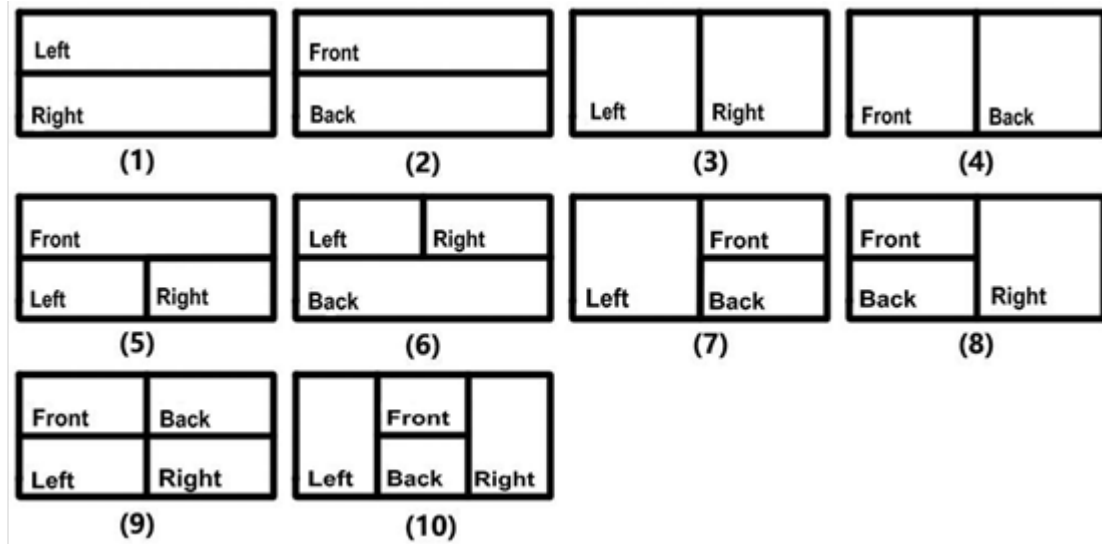 Left
Right
(1)
Front
Back
(2)
Left Right
(3)
Front Back
(4)
Front
Left Right
(5)
Left Right
Back
(6)
Left
Front
Back
(7)
Front
Back
Right
(8)
Front Back
Left Right
(9)
Left
Front
Back
Right
(10)